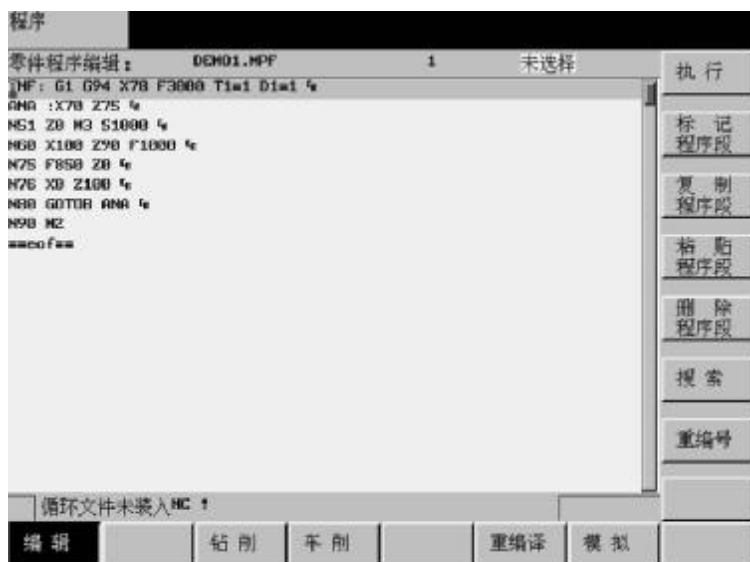 程序
零件程序编辑: DEMO1.MPF 1 未选择
INF: G1 G94 X78 F3000 T1=1 D1=1 ␊
ANA :X70 Z75 ␊
N51 Z0 M3 S1000 ␊
N60 X100 Z90 F1000 ␊
N75 F850 Z0 ␊
N76 X0 Z100 ␊
N80 GOTOB ANA ␊
N90 M2
==eof==
循环文件未装入NC !
执行
标记
程序段
复制
程序段
粘贴
程序段
删除
程序段
搜索
重编号
编辑
钻削
车削
重编译
模拟